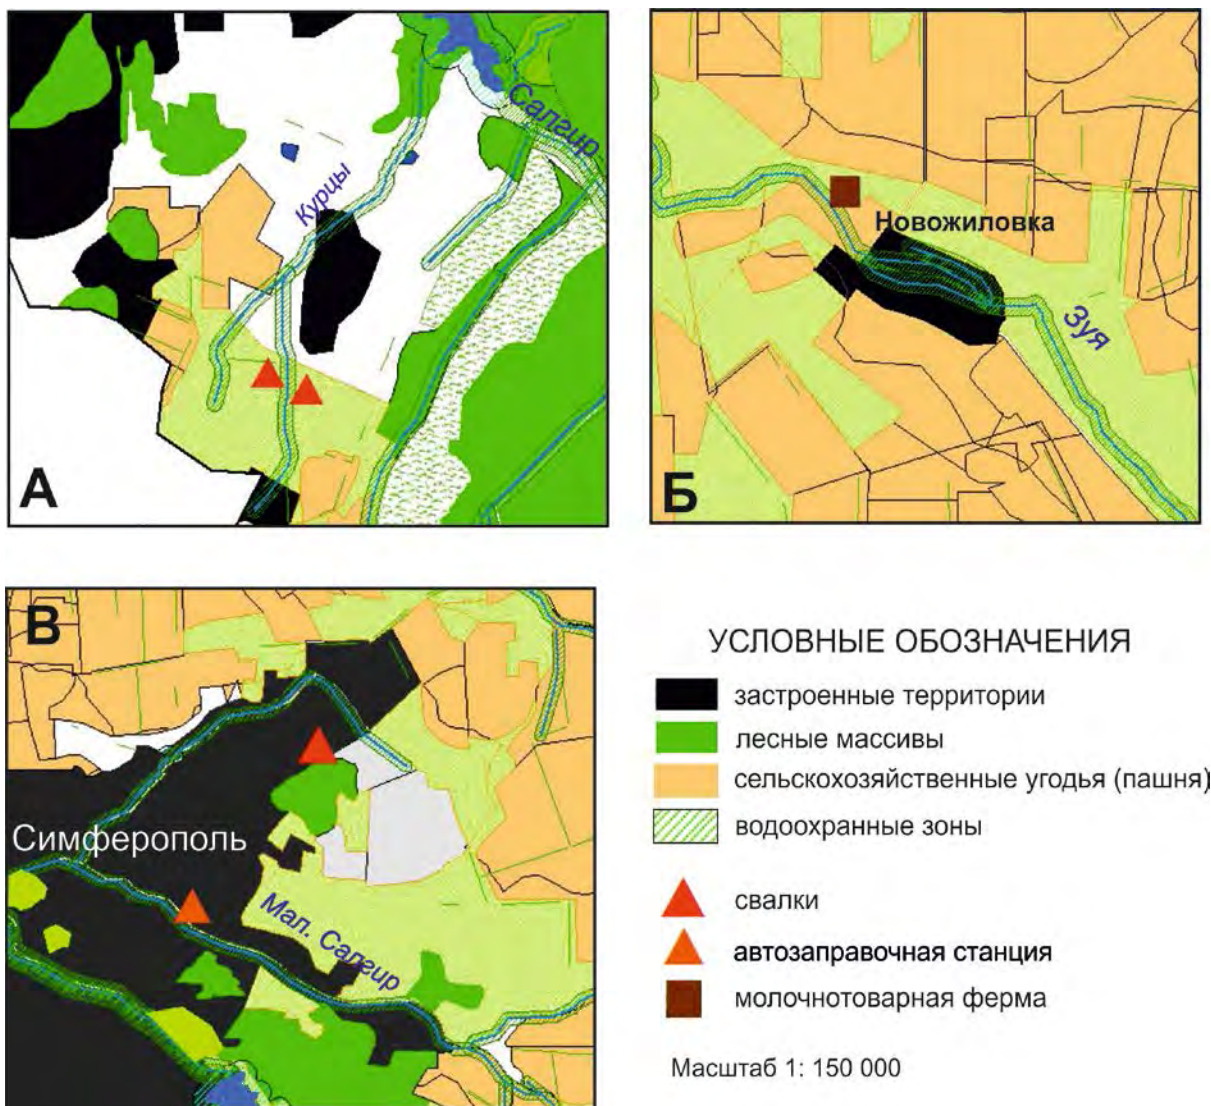 А
Курцы
Салгир
Б
Новожиловка
Зуя
В
Симферополь
Мал. Салгир
УСЛОВНЫЕ ОБОЗНАЧЕНИЯ
застроенные территории
лесные массивы
сельскохозяйственные угодья (пашня)
водоохранные зоны
свалки
автозаправочная станция
молочнотоварная ферма
Масштаб 1: 150 000